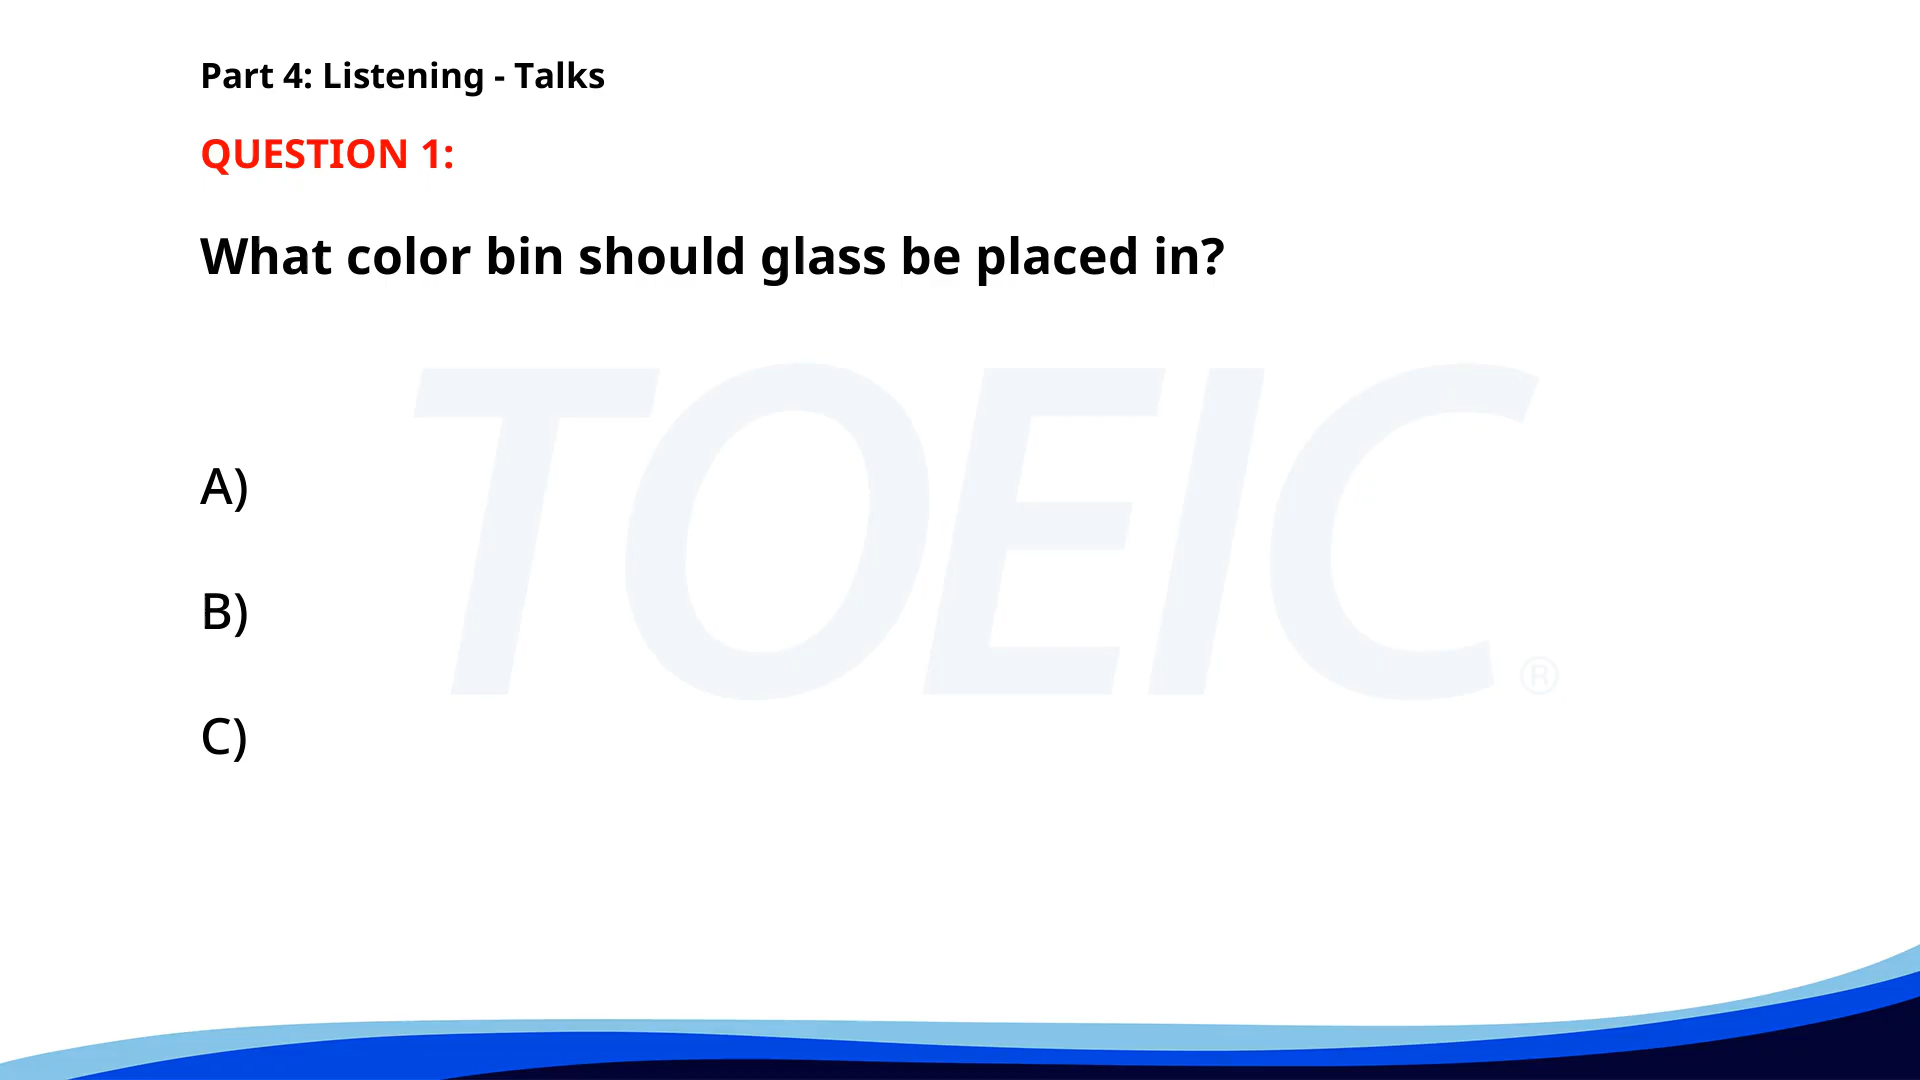 Part 4: Listening - Talks
QUESTION 1:
What color bin should glass be placed in?
TOEIC®
A)
B)
C)